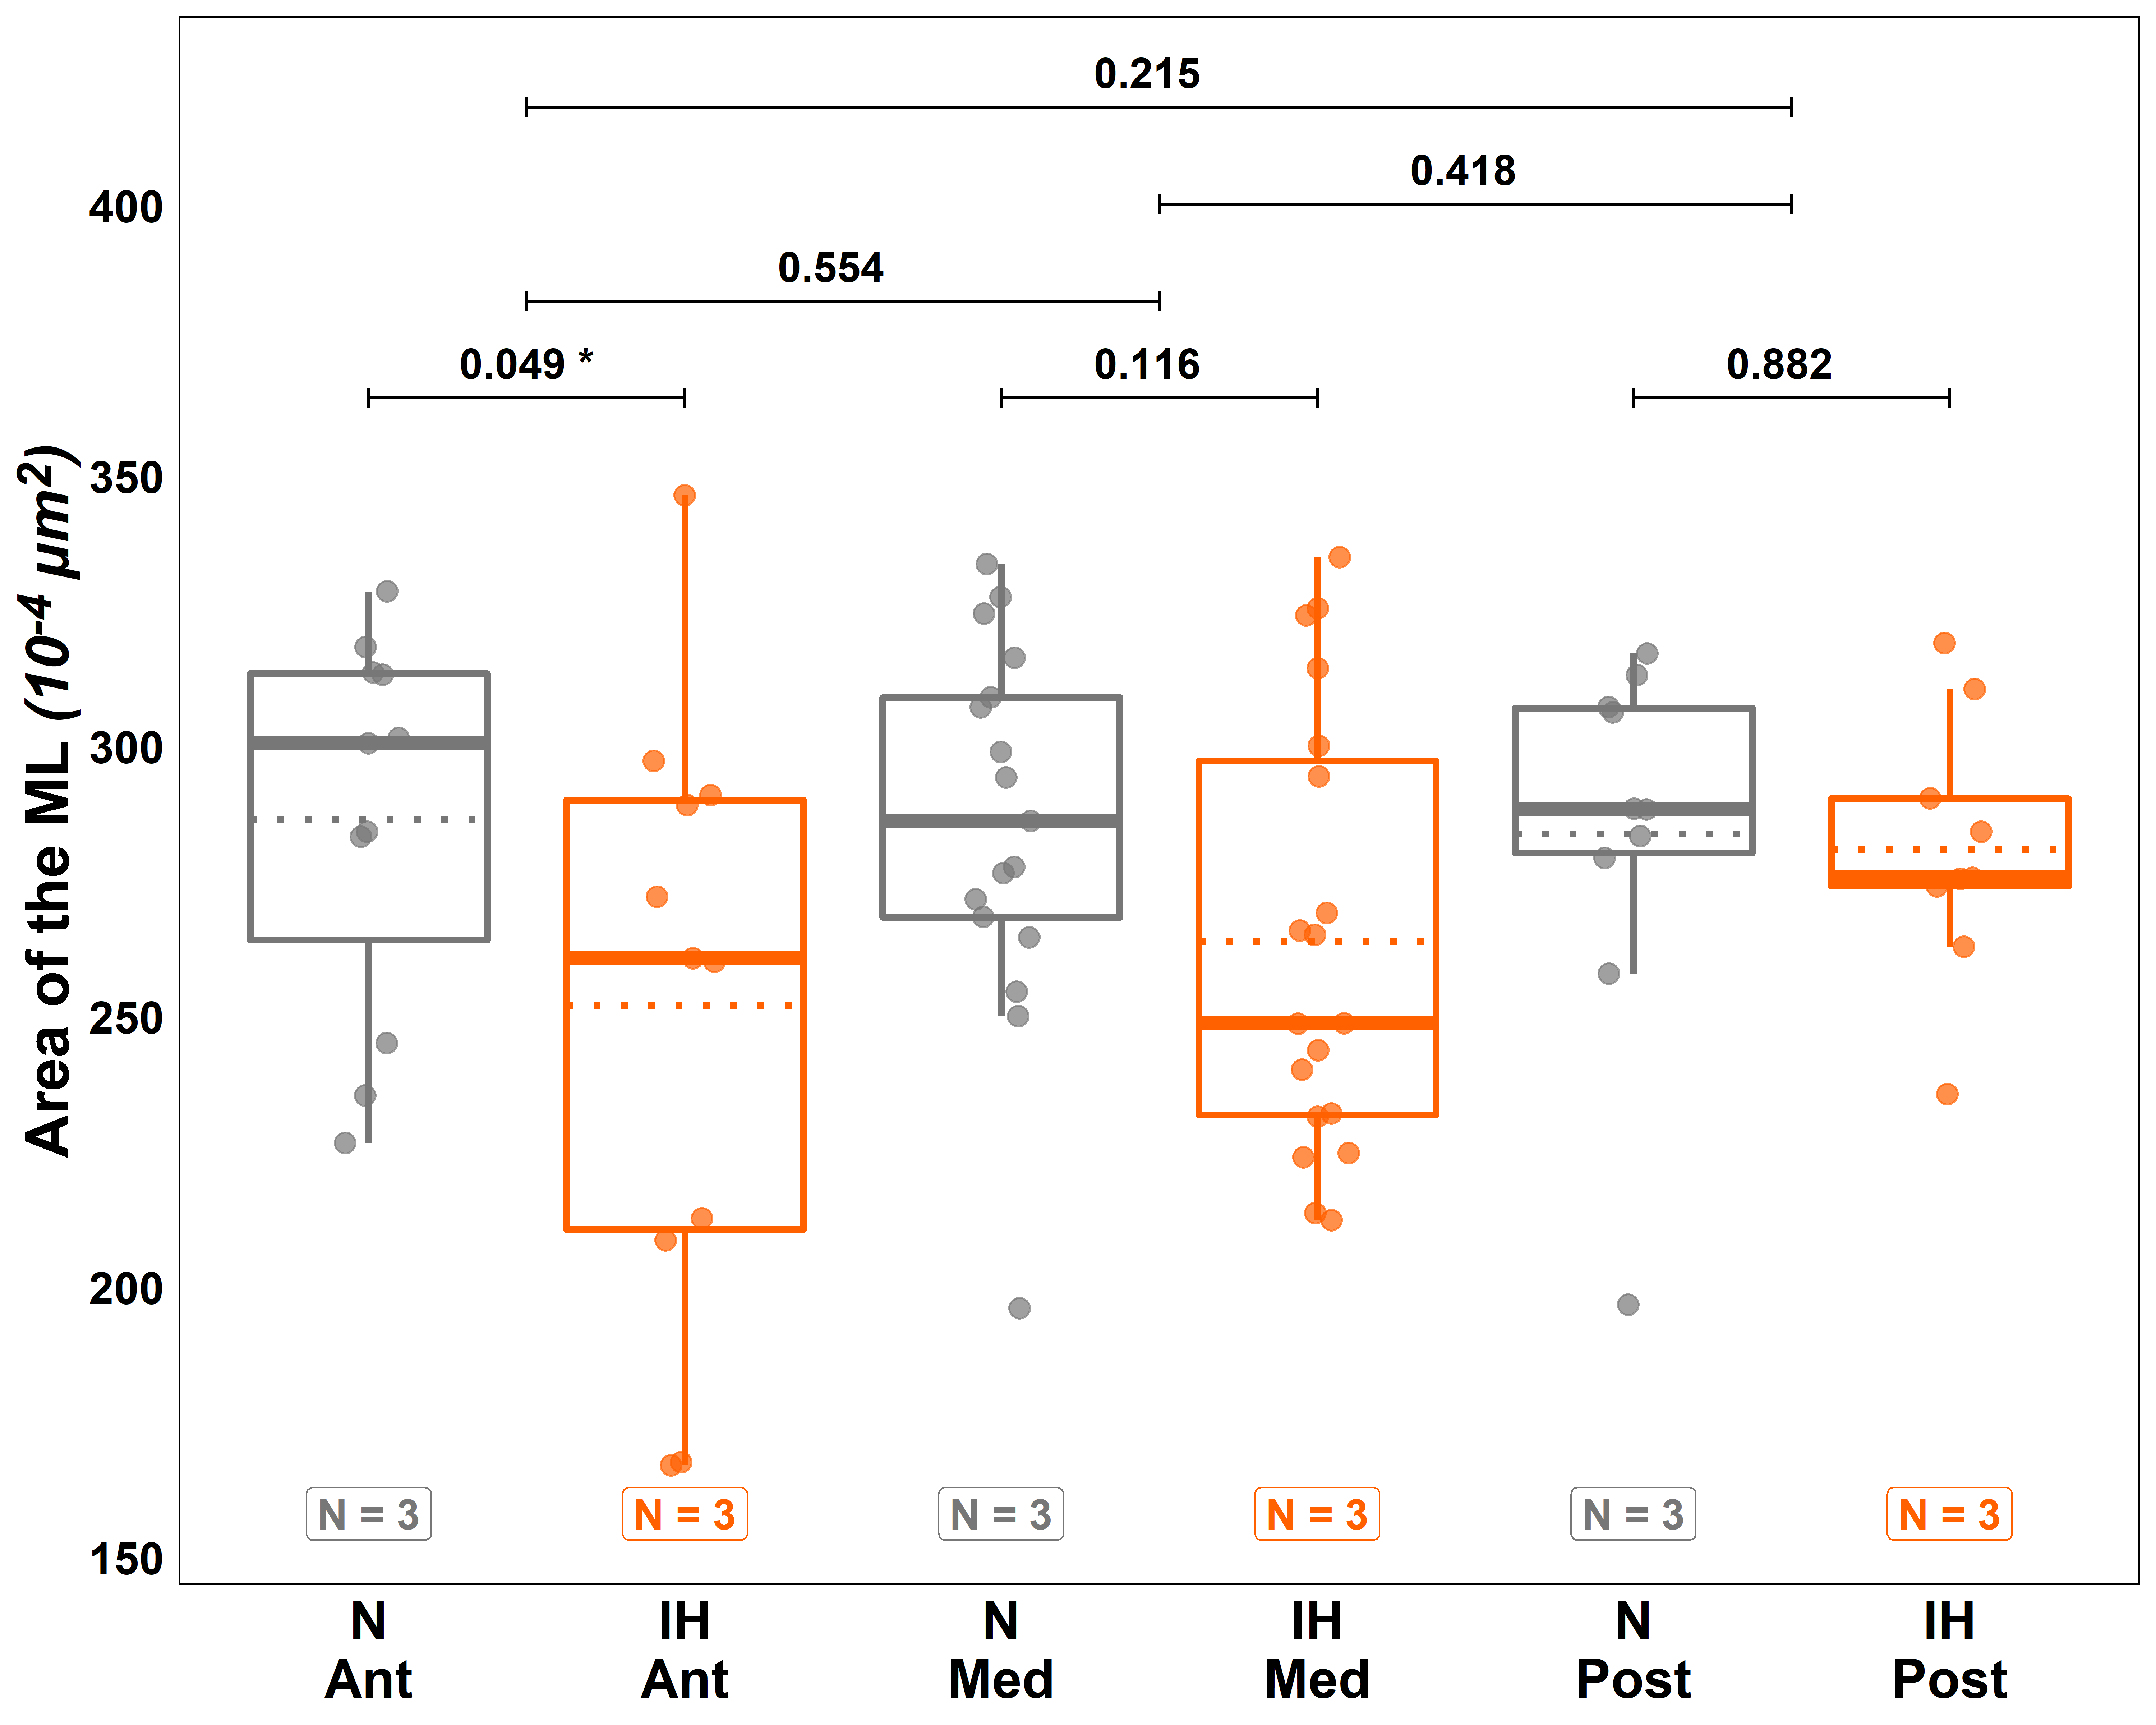 0.215
0.418
0.554
0.049 *
0.116
0.882
Area of the ML (10⁻⁴ µm²)
400
350
300
250
200
150
N = 3
N = 3
N = 3
N = 3
N = 3
N = 3
N Ant
IH Ant
N Med
IH Med
N Post
IH Post